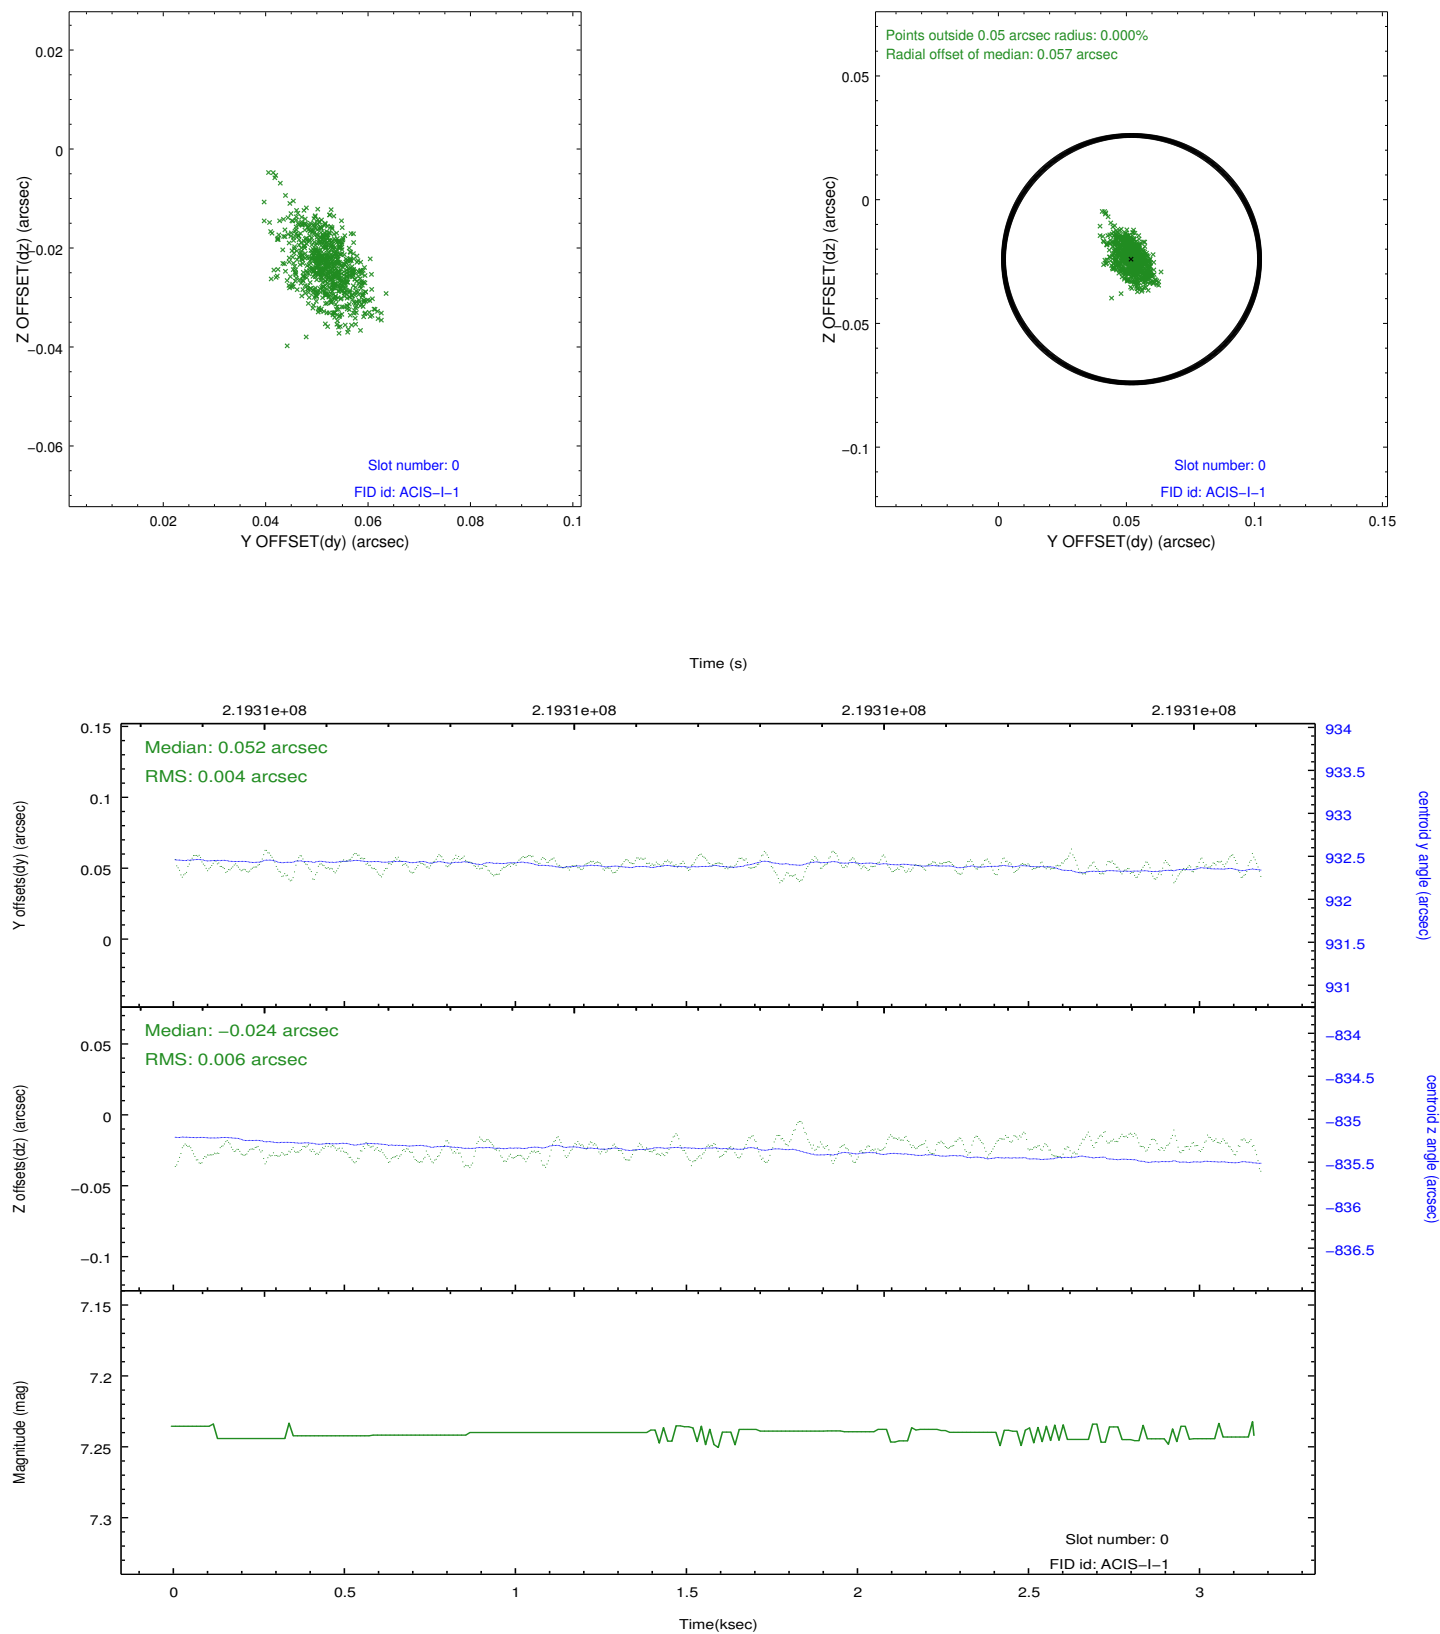 0.02
0
−0.02
−0.04
−0.06
Z OFFSET(dz) (arcsec)
Slot number: 0
FID id: ACIS−I−1
0.02 0.04 0.06 0.08 0.1
Y OFFSET(dy) (arcsec)
Points outside 0.05 arcsec radius: 0.000%
Radial offset of median: 0.057 arcsec
0.05
0
−0.05
−0.1
Z OFFSET(dz) (arcsec)
Slot number: 0
FID id: ACIS−I−1
0 0.05 0.1 0.15
Y OFFSET(dy) (arcsec)
Time (s)
2.1931e+08 2.1931e+08 2.1931e+08 2.1931e+08
Median: 0.052 arcsec
RMS: 0.004 arcsec
0.15
0.1
0.05
0
Y offsets(dy) (arcsec)
934
933.5
933
932.5
932
931.5
931
centroid y angle (arcsec)
Median: −0.024 arcsec
RMS: 0.006 arcsec
0.05
0
−0.05
−0.1
Z offsets(dz) (arcsec)
−834
−834.5
−835
−835.5
−836
−836.5
centroid z angle (arcsec)
7.15
7.2
7.25
7.3
Magnitude (mag)
Slot number: 0
FID id: ACIS−I−1
0 0.5 1 1.5 2 2.5 3
Time(ksec)